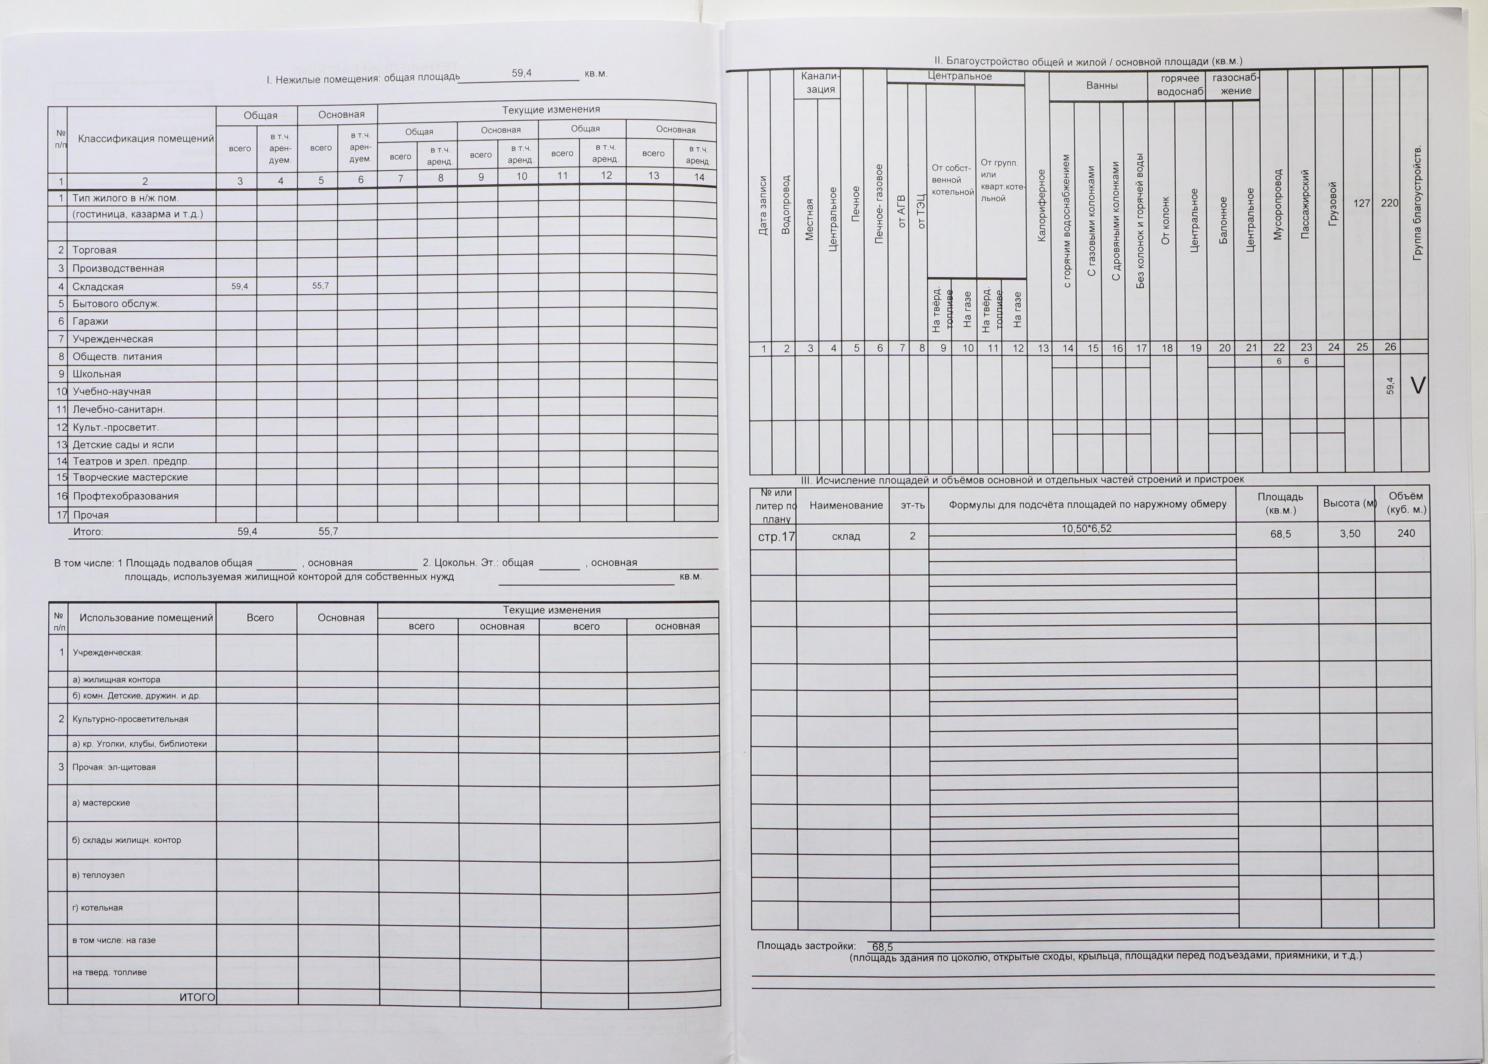 I. Нежилые помещения: общая площадь 59,4 кв.м.
№ п/п Классификация помещений Общая Основная Текущие изменения
Общая Основная Общая Основная
всего в т.ч. арен- дуем. всего в т.ч. арен- дуем. всего в т.ч. аренд. всего в т.ч. аренд. всего в т.ч. аренд. всего в т.ч. аренд.
1 2 3 4 5 6 7 8 9 10 11 12 13 14
1 Тип жилого в н/ж пом.
(гостиница, казарма и т.д.)
2 Торговая
3 Производственная
4 Складская 59,4 55,7
5 Бытового обслуж.
6 Гаражи
7 Учрежденческая
8 Обществ. питания
9 Школьная
10 Учебно-научная
11 Лечебно-санитарн.
12 Культ.-просветит.
13 Детские сады и ясли
14 Театров и зрел. предпр.
15 Творческие мастерские
16 Профтехобразования
17 Прочая
Итого: 59,4 55,7
В том числе: 1 Площадь подвалов общая , основная 2. Цокольн. Эт.: общая , основная
площадь, используемая жилищной конторой для собственных нужд кв.м.
№ п/п Использование помещений Всего Основная Текущие изменения
всего основная всего основная
1 Учрежденческая:
а) жилищная контора
б) комн. Детские, дружин. и др.
2 Культурно-просветительная
а) кр. Уголки, клубы, библиотеки
3 Прочая: эл-щитовая
а) мастерские
б) склады жилищн. контор
в) теплоузел
г) котельная
в том числе: на газе
на тверд. топливе
ИТОГО
II. Благоустройство общей и жилой / основной площади (кв.м.)
Дата записи
Водопровод
Канали- зация
Местная
Центральное
Печное
Печное- газовое
Центральное
от АГВ
от ТЭЦ
От собст- венной котельной
На твёрд. топливе
На газе
От групп. или кварт.коте- льной
На твёрд. топливе
На газе
Калориферное
Ванны
с горячим водоснабжением
С газовыми колонками
С дровяными колонками
Без колонок и горячей воды
горячее водоснаб
От колонк
Центральное
газоснаб- жение
Балонное
Центральное
Мусоропровод
Пассажирский
Грузовой
127
220
Группа благоустройств.
1 2 3 4 5 6 7 8 9 10 11 12 13 14 15 16 17 18 19 20 21 22 23 24 25 26
6 6
59,4 V
III. Исчисление площадей и объёмов основной и отдельных частей строений и пристроек
№ или литер по плану Наименование эт-ть Формулы для подсчёта площадей по наружному обмеру Площадь (кв.м.) Высота (м) Объём (куб. м.)
стр.17 склад 2 10,50*6,52 68,5 3,50 240
Площадь застройки: 68,5
(площадь здания по цоколю, открытые сходы, крыльца, площадки перед подъездами, приямники, и т.д.)